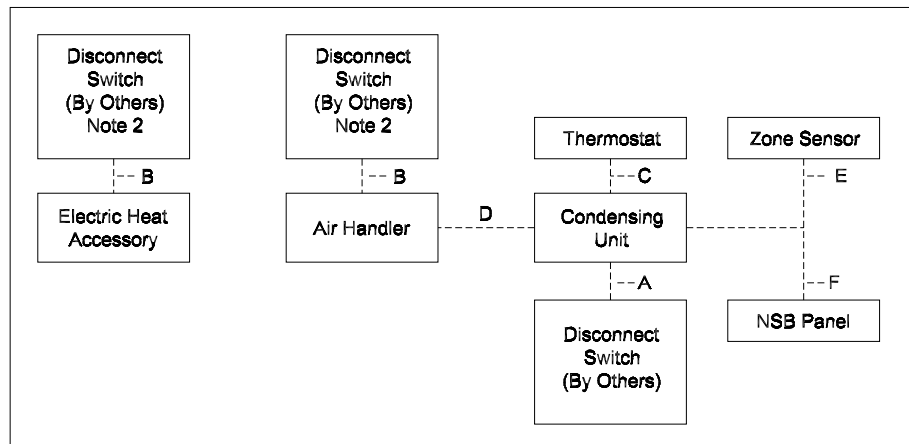 Disconnect
Switch
(By Others)
Note 2
Disconnect
Switch
(By Others)
Note 2
Thermostat
Zone Sensor
B
B
C
E
Electric Heat
Accessory
Air Handler
D
Condensing
Unit
A
F
Disconnect
Switch
(By Others)
NSB Panel